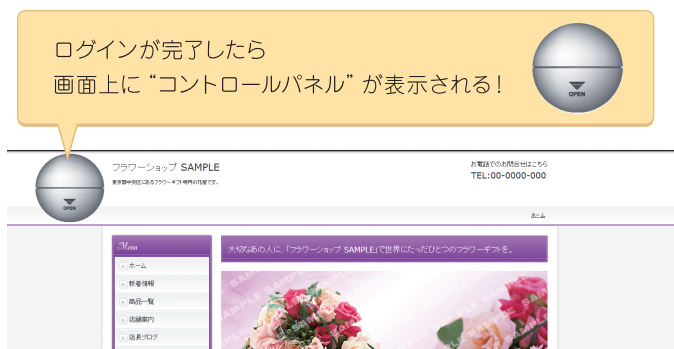 ログインが完了したら
画面上に“コントロールパネル”が表示される！
OPEN
フラワーショップ SAMPLE
東京都中央区にあるフラワーギフト専門の花屋です。
お電話でのお問合せはこちら
TEL:00-0000-000
OPEN
ホーム
Menu
大切なあの人に、「フラワーショップ SAMPLE」で世界にたったひとつのフラワーギフトを。
ホーム
新着情報
商品一覧
店舗案内
店長ブログ
SAMPLE SAMPLE SAMPLE